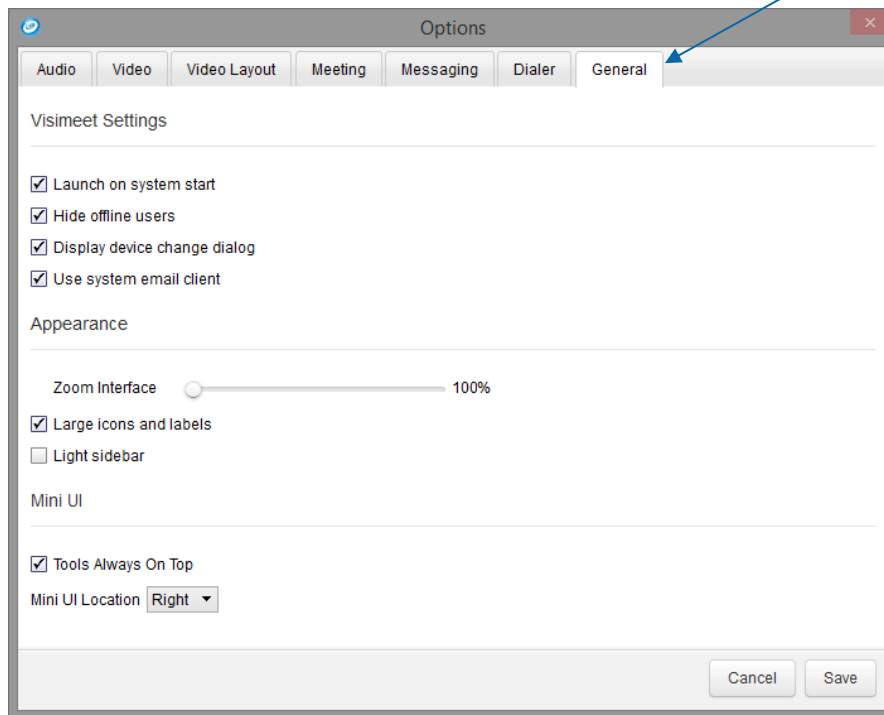 Options
Audio Video Video Layout Meeting Messaging Dialer General
Visimeet Settings
Launch on system start
Hide offline users
Display device change dialog
Use system email client
Appearance
Zoom Interface 100%
Large icons and labels
Light sidebar
Mini UI
Tools Always On Top
Mini UI Location Right
Cancel Save